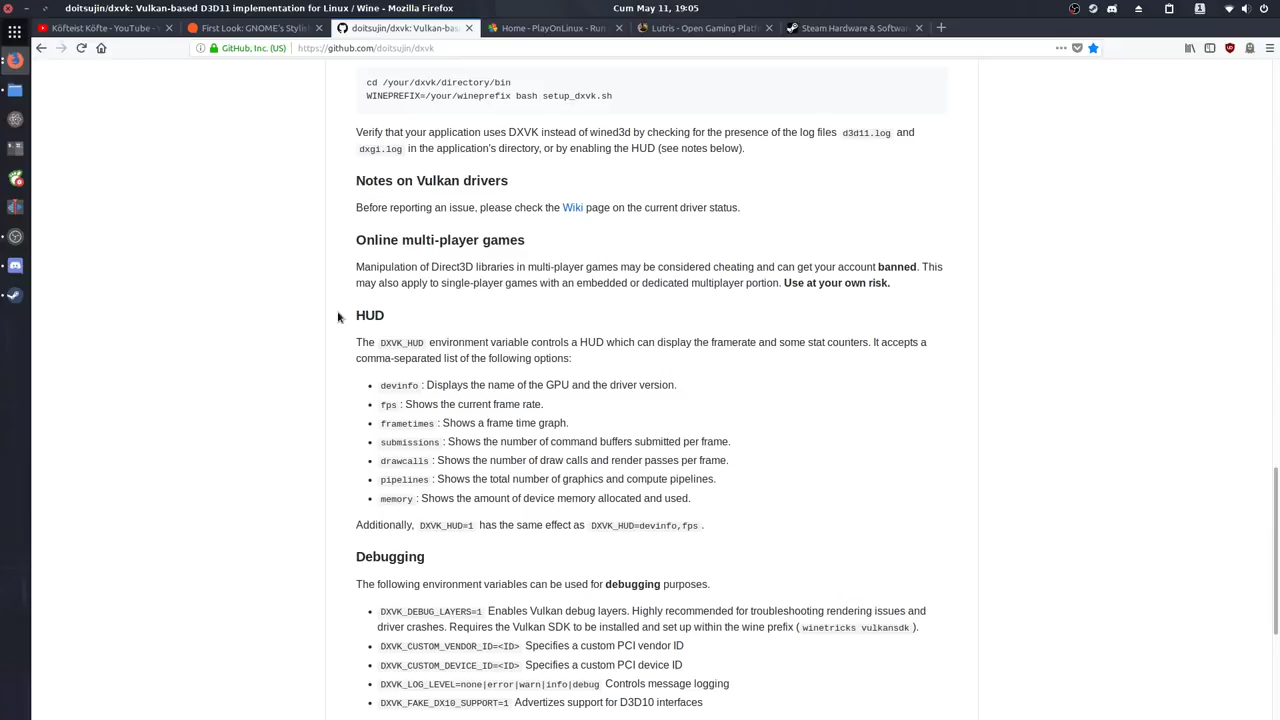 doitsujin/dxvk: Vulkan-based D3D11 implementation for Linux / Wine - Mozilla Firefox
Cum May 11, 19:05
Köfteist Köfte - YouTube -
First Look: GNOME's Stylis
doitsujin/dxvk: Vulkan-bas
Home - PlayOnLinux - Run
Lutris - Open Gaming Platf
Steam Hardware & Software
GitHub, Inc. (US)
https://github.com/doitsujin/dxvk
cd /your/dxvk/directory/bin
WINEPREFIX=/your/wineprefix bash setup_dxvk.sh
Verify that your application uses DXVK instead of wined3d by checking for the presence of the log files d3d11.log and
dxgi.log in the application's directory, or by enabling the HUD (see notes below).
Notes on Vulkan drivers
Before reporting an issue, please check the Wiki page on the current driver status.
Online multi-player games
Manipulation of Direct3D libraries in multi-player games may be considered cheating and can get your account banned. This
may also apply to single-player games with an embedded or dedicated multiplayer portion. Use at your own risk.
HUD
The DXVK_HUD environment variable controls a HUD which can display the framerate and some stat counters. It accepts a
comma-separated list of the following options:
• devinfo : Displays the name of the GPU and the driver version.
• fps : Shows the current frame rate.
• frametimes : Shows a frame time graph.
• submissions : Shows the number of command buffers submitted per frame.
• drawcalls : Shows the number of draw calls and render passes per frame.
• pipelines : Shows the total number of graphics and compute pipelines.
• memory : Shows the amount of device memory allocated and used.
Additionally, DXVK_HUD=1 has the same effect as DXVK_HUD=devinfo,fps .
Debugging
The following environment variables can be used for debugging purposes.
• DXVK_DEBUG_LAYERS=1 Enables Vulkan debug layers. Highly recommended for troubleshooting rendering issues and
driver crashes. Requires the Vulkan SDK to be installed and set up within the wine prefix ( winetricks vulkansdk ).
• DXVK_CUSTOM_VENDOR_ID=<ID> Specifies a custom PCI vendor ID
• DXVK_CUSTOM_DEVICE_ID=<ID> Specifies a custom PCI device ID
• DXVK_LOG_LEVEL=none|error|warn|info|debug Controls message logging
• DXVK_FAKE_DX10_SUPPORT=1 Advertizes support for D3D10 interfaces